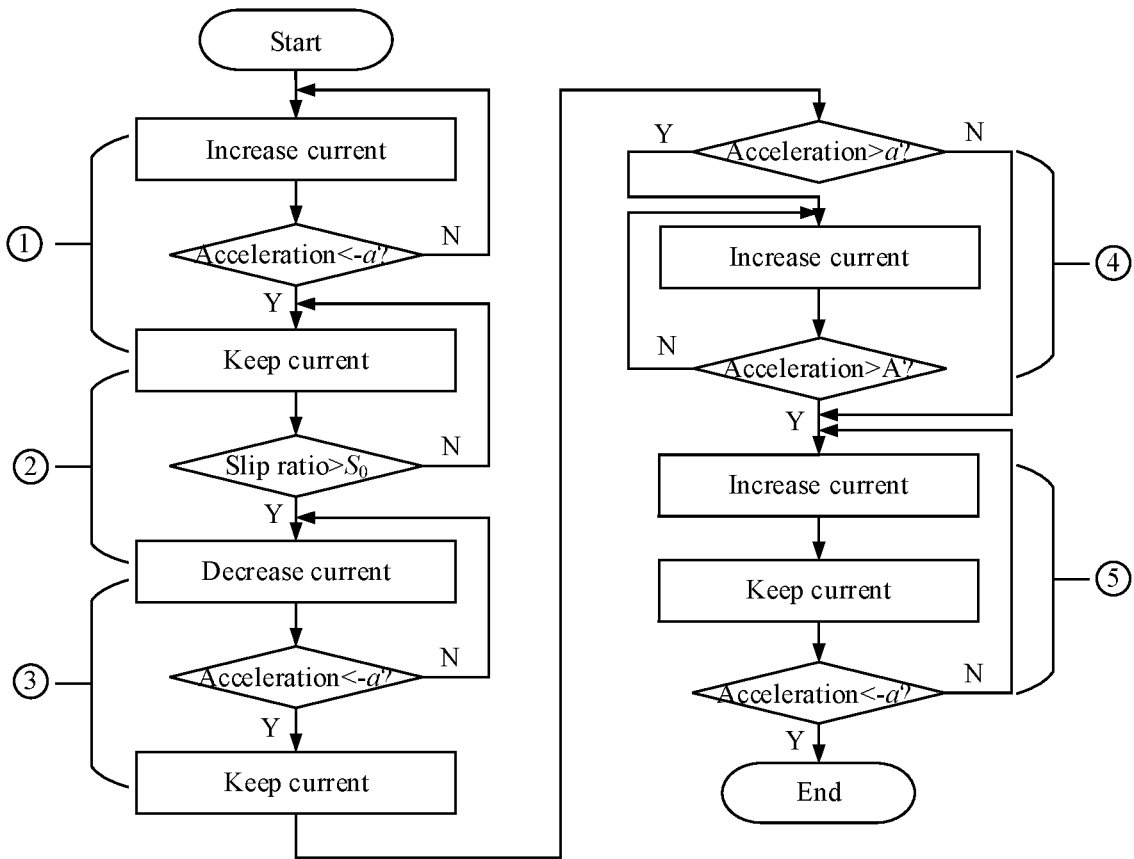 Start
Increase current
Acceleration<-a?
N
Y
①
Keep current
Slip ratio>S₀
N
Y
②
Decrease current
Acceleration<-a?
N
Y
③
Keep current
Acceleration>a?
Y
N
Increase current
Acceleration>A?
N
Y
④
Increase current
Keep current
Acceleration<-a?
N
Y
⑤
End